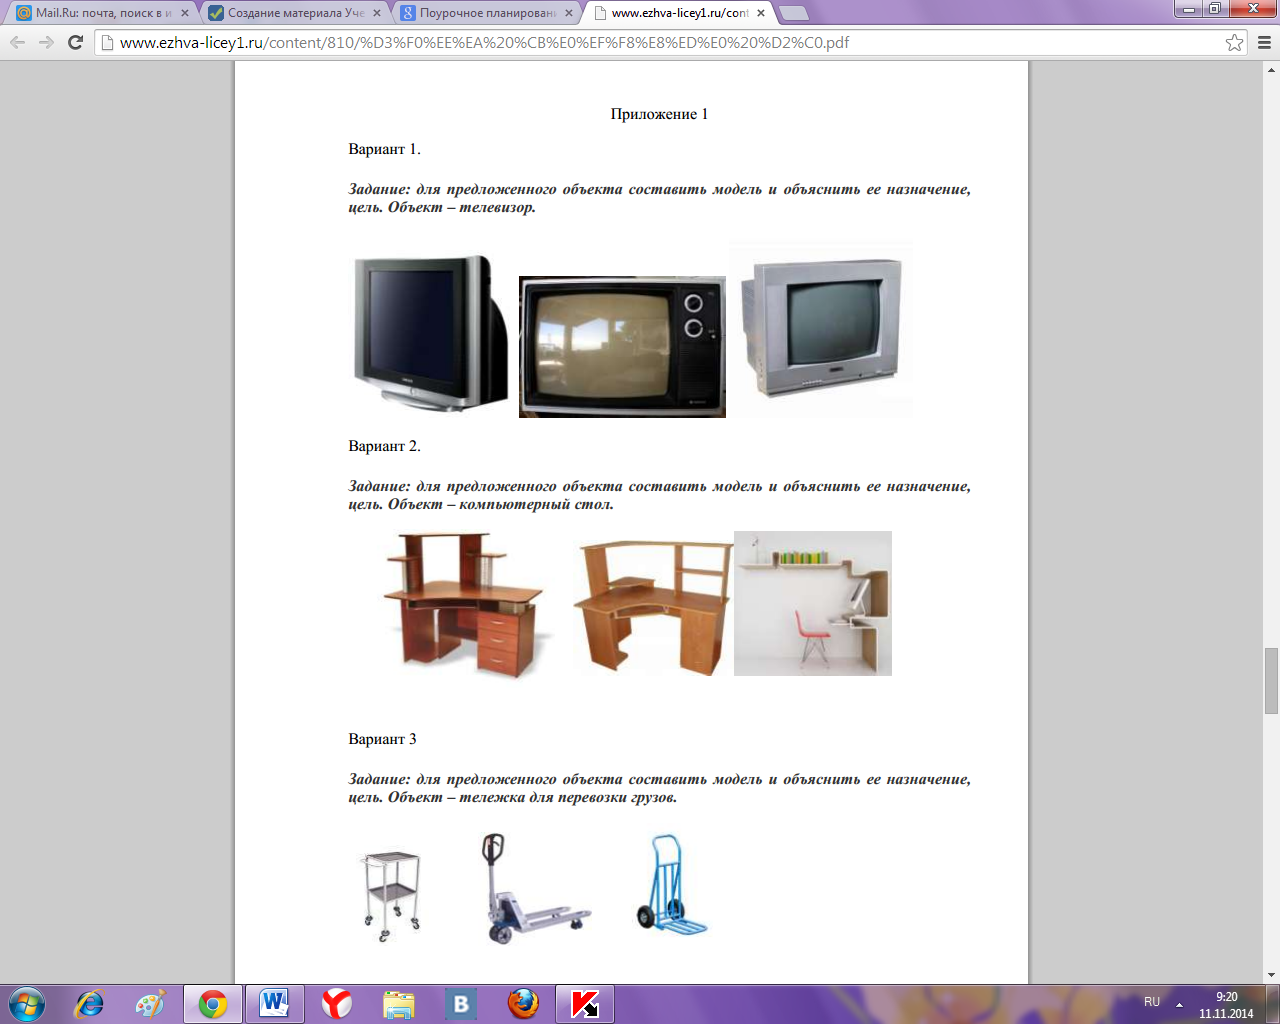 Mail.Ru: почта, поиск в и
Создание материала Уче
Поурочное планирован
www.ezhva-licey1.ru/cont
www.ezhva-licey1.ru/content/810/%D3%F0%EE%EA%20%CB%E0%EF%F8%E8%ED%E0%20%D2%C0.pdf
Приложение 1
Вариант 1.
Задание: для предложенного объекта составить модель и объяснить ее назначение,
цель. Объект – телевизор.
Вариант 2.
Задание: для предложенного объекта составить модель и объяснить ее назначение,
цель. Объект – компьютерный стол.
Вариант 3
Задание: для предложенного объекта составить модель и объяснить ее назначение,
цель. Объект – тележка для перевозки грузов.
RU
9:20
11.11.2014